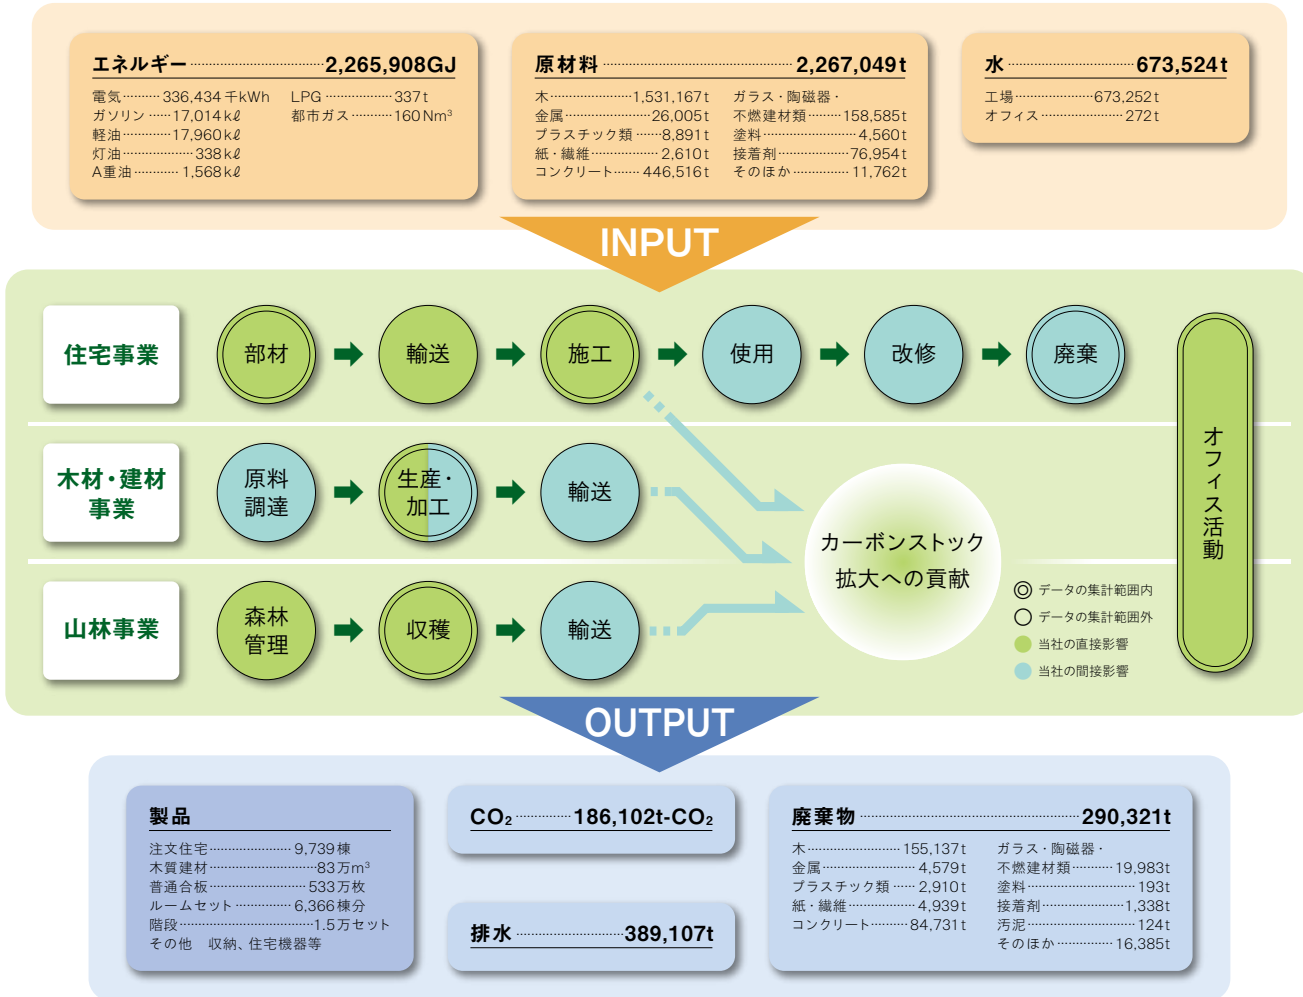 エネルギー 2,265,908GJ
電気 336,434千kWh
ガソリン 17,014kℓ
軽油 17,960kℓ
灯油 338kℓ
A重油 1,568kℓ
LPG 337t
都市ガス 160Nm³
原材料 2,267,049t
木 1,531,167t
金属 26,005t
プラスチック類 8,891t
紙・繊維 2,610t
コンクリート 446,516t
ガラス・陶磁器・
不燃建材類 158,585t
塗料 4,560t
接着剤 76,954t
そのほか 11,762t
水 673,524t
工場 673,252t
オフィス 272t
INPUT
住宅事業
部材
輸送
施工
使用
改修
廃棄
木材・建材
事業
原料
調達
生産・
加工
輸送
山林事業
森林
管理
収穫
輸送
カーボンストック
拡大への貢献
オフィス活動
データの集計範囲内
データの集計範囲外
当社の直接影響
当社の間接影響
OUTPUT
製品
注文住宅 9,739棟
木質建材 83万m³
普通合板 533万枚
ルームセット 6,366棟分
階段 1.5万セット
その他 収納、住宅機器等
CO₂ 186,102t-CO₂
排水 389,107t
廃棄物 290,321t
木 155,137t
金属 4,579t
プラスチック類 2,910t
紙・繊維 4,939t
コンクリート 84,731t
ガラス・陶磁器・
不燃建材類 19,983t
塗料 193t
接着剤 1,338t
汚泥 124t
そのほか 16,385t